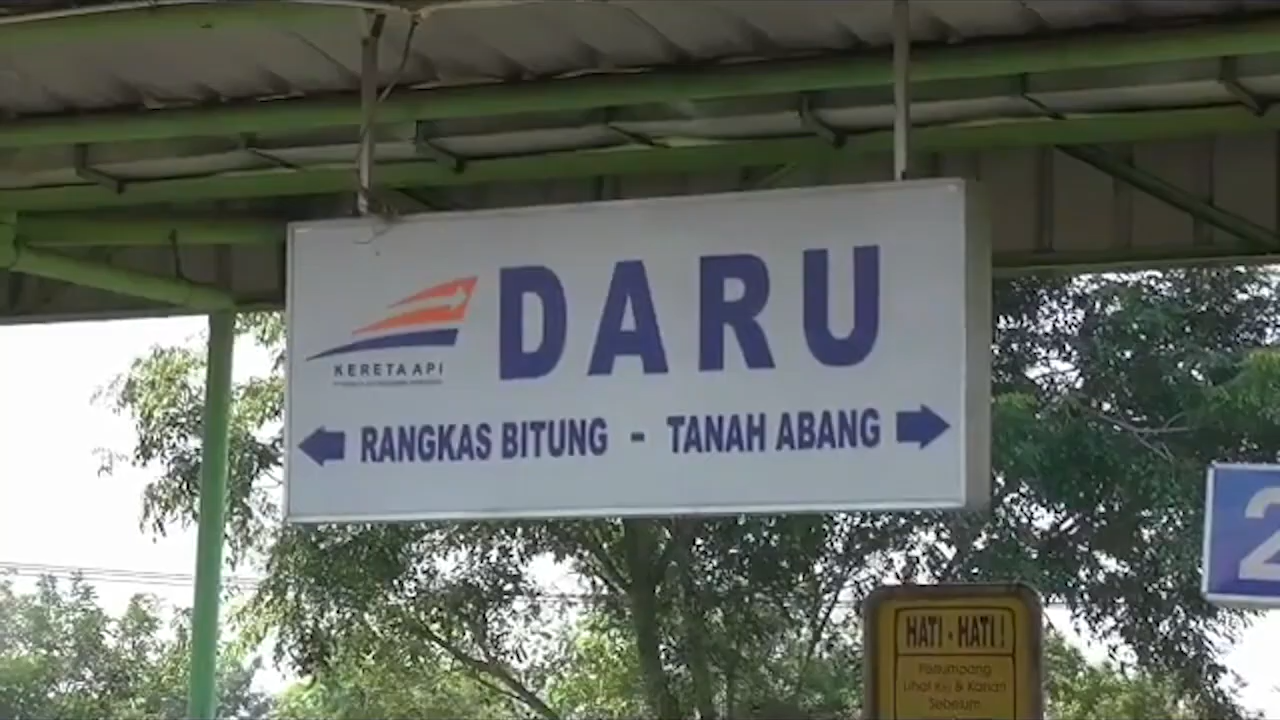 DARU
KERETA API
RANGKAS BITUNG - TANAH ABANG
2
HATI - HATI !
Penumpang
Lihat Kiri & Kanan
Sebelum